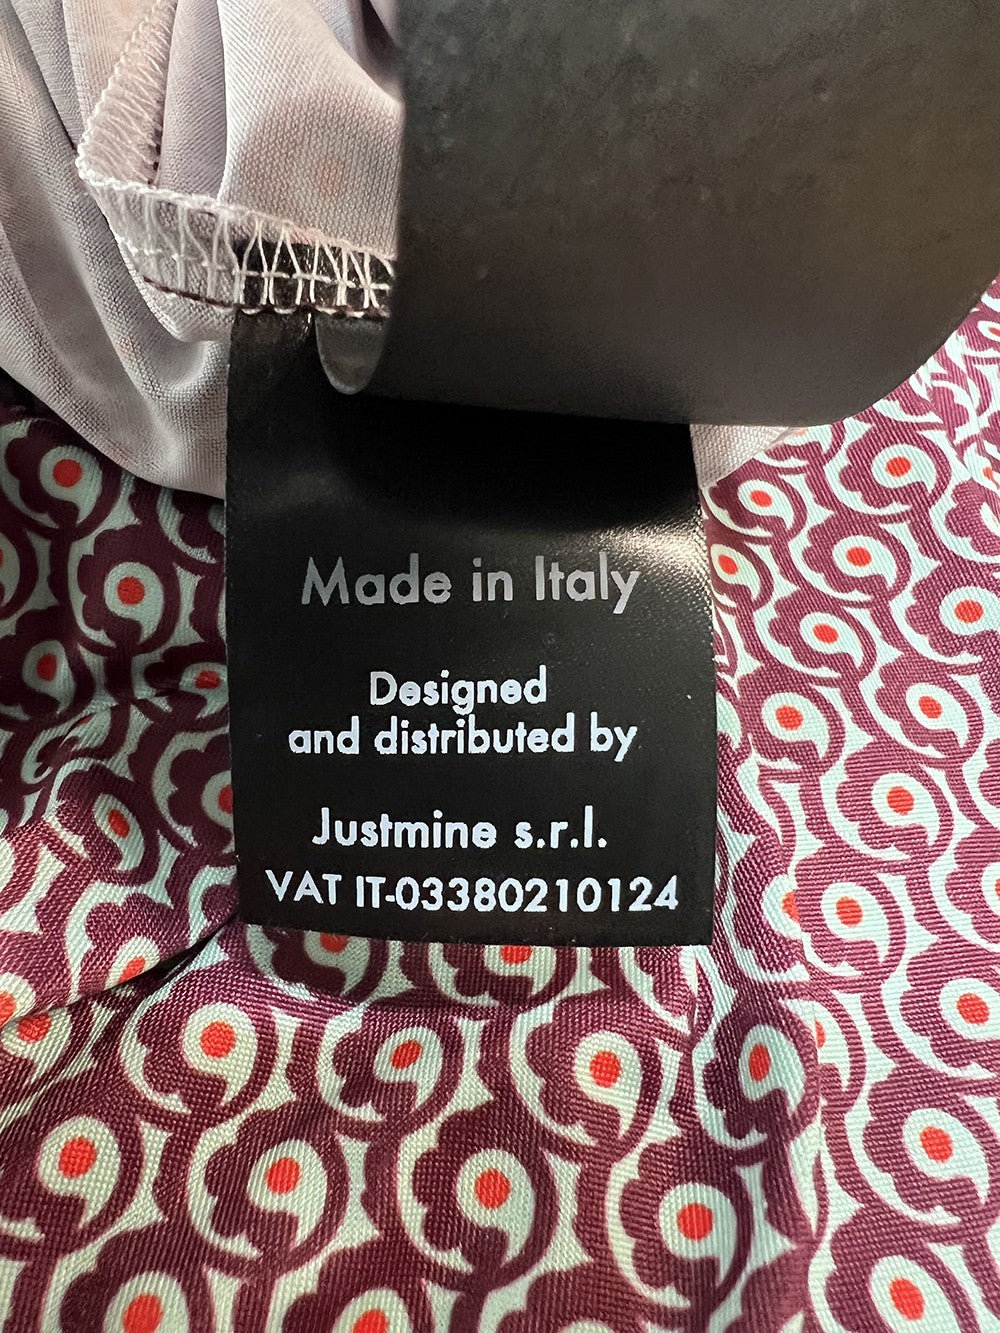 Made in Italy
Designed
and distributed by
Justmine s.r.l.
VAT IT-03380210124